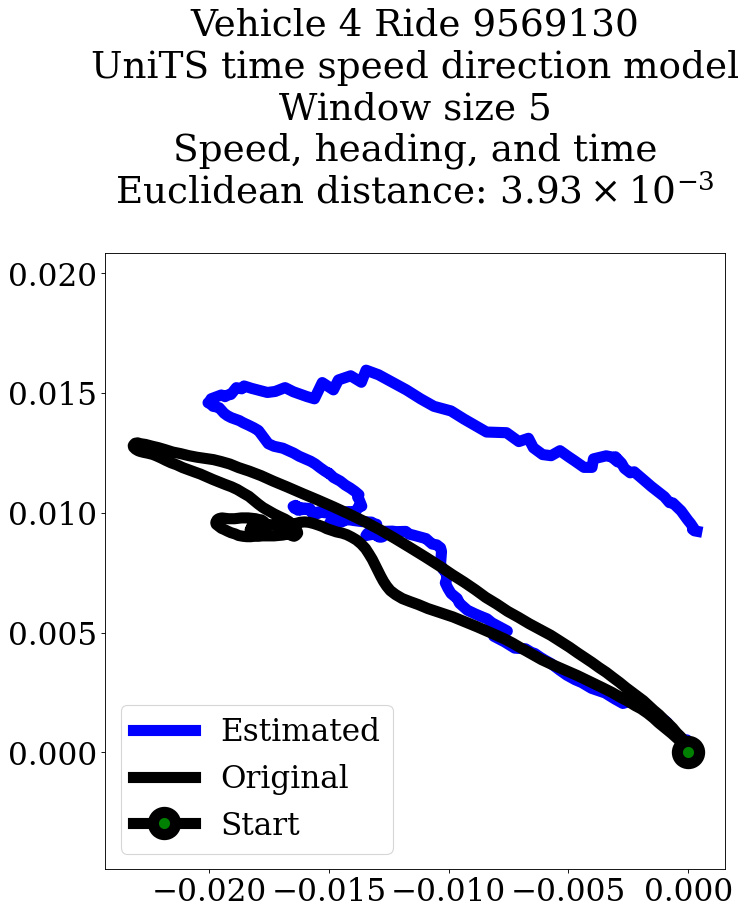 Vehicle 4 Ride 9569130
UniTS time speed direction model
Window size 5
Speed, heading, and time
Euclidean distance: 3.93 × 10⁻³
0.020
0.015
0.010
0.005
0.000
Estimated
Original
Start
−0.020 −0.015 −0.010 −0.005 0.000